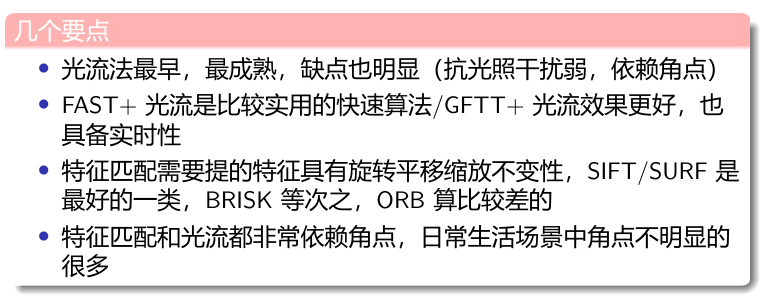 几个要点
光流法最早，最成熟，缺点也明显（抗光照干扰弱，依赖角点）
FAST+ 光流是比较实用的快速算法/GFTT+ 光流效果更好，也
具备实时性
特征匹配需要提的特征具有旋转平移缩放不变性，SIFT/SURF 是
最好的一类，BRISK 等次之，ORB 算比较差的
特征匹配和光流都非常依赖角点，日常生活场景中角点不明显的
很多